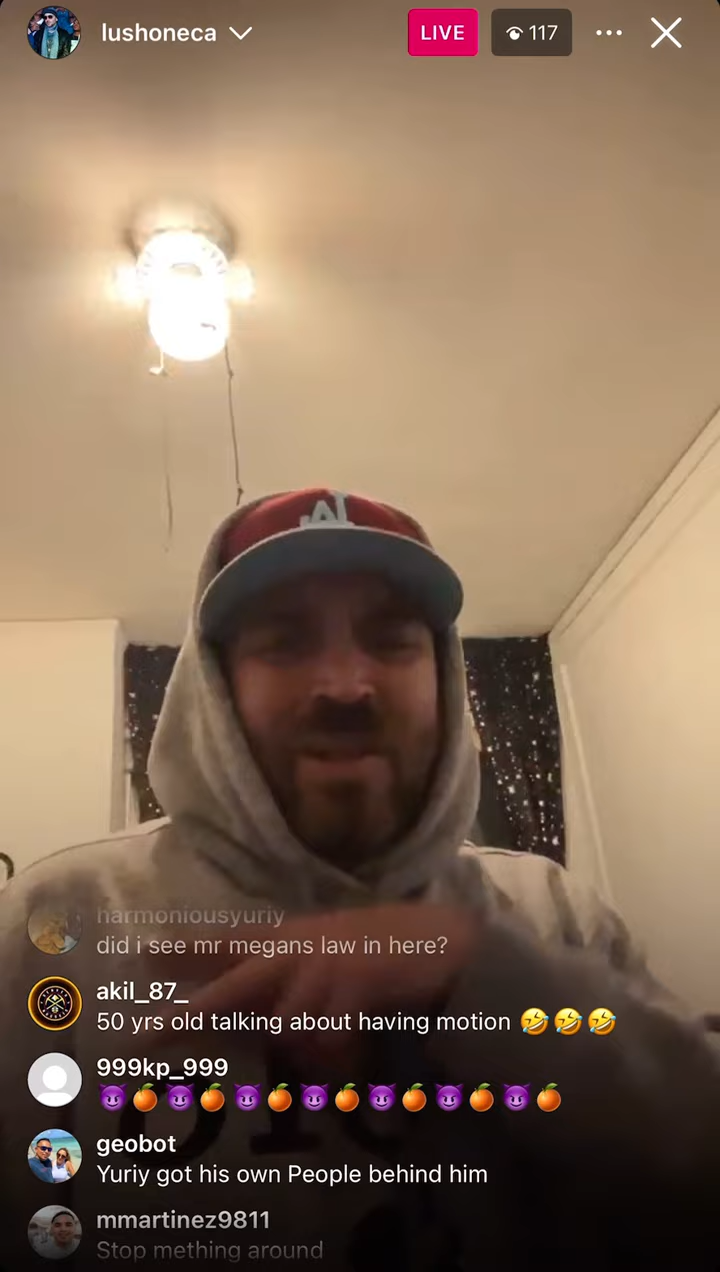 lushoneca
LIVE
117
LA
harmoniousyuriy
did i see mr megans law in here?
akil_87_
50 yrs old talking about having motion 🤣🤣🤣
999kp_999
😈🍊😈🍊😈🍊😈🍊😈🍊😈🍊😈🍊
geobot
Yuriy got his own People behind him
mmartinez9811
Stop mething around